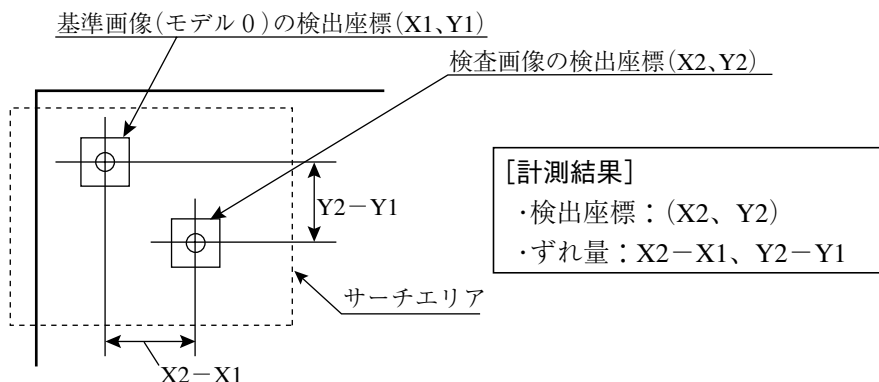 基準画像(モデル0)の検出座標(X1、Y1)
検査画像の検出座標(X2、Y2)
Y2−Y1
[計測結果]
・検出座標：(X2、Y2)
・ずれ量：X2−X1、Y2−Y1
サーチエリア
X2−X1